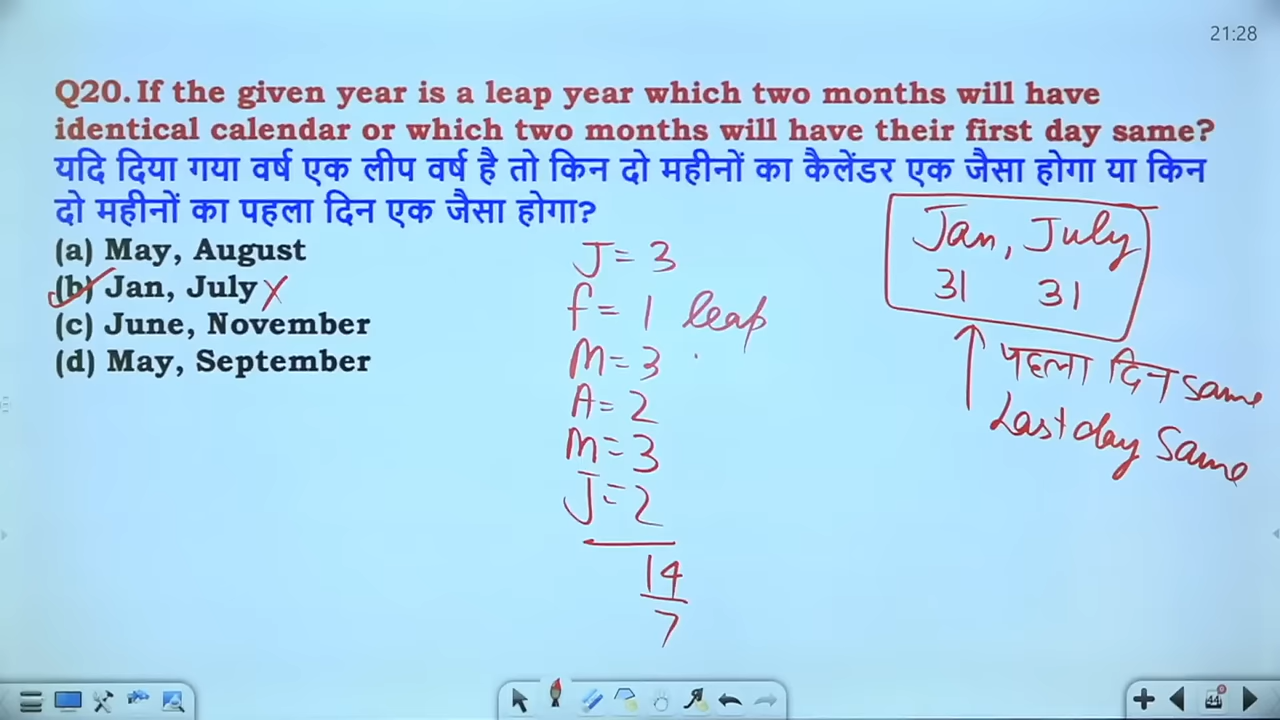 21:28
Q20. If the given year is a leap year which two months will have
identical calendar or which two months will have their first day same?
यदि दिया गया वर्ष एक लीप वर्ष है तो किन दो महीनों का कैलेंडर एक जैसा होगा या किन
दो महीनों का पहला दिन एक जैसा होगा?
(a) May, August
(b) Jan, July X
(c) June, November
(d) May, September
J = 3
f = 1 leap
M = 3
A = 2
M = 3
J = 2
14
7
Jan, July
31 31
पहला दिन same
Last day Same
44